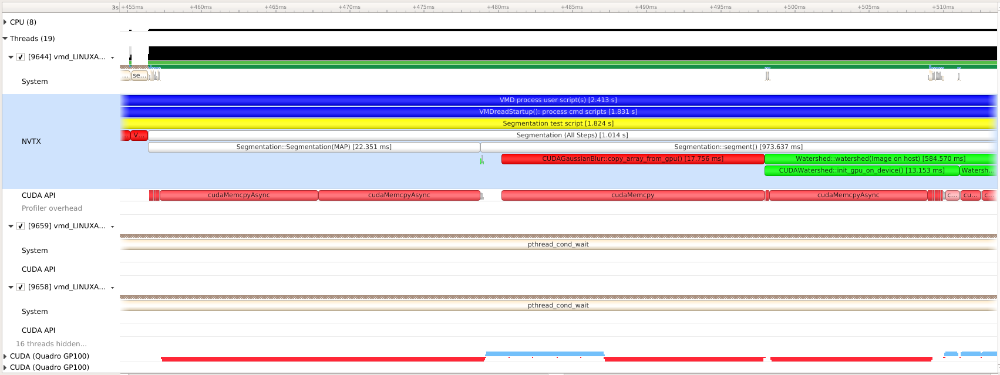 3s +455ms +460ms +465ms +470ms +475ms +480ms +485ms +490ms +495ms +500ms +505ms +510ms
CPU (8)
Threads (19)
[9644] vmd_LINUXA...
System
... se...
NVTX
VMD process user script(s) [2.413 s]
VMDreadStartup(): process cmd scripts [1.831 s]
Segmentation test script [1.824 s]
... V... Segmentation (All Steps) [1.014 s]
Segmentation::Segmentation(MAP) [22.351 ms] Segmentation::segment() [973.637 ms]
CUDAGaussianBlur::copy_array_from_gpu() [17.756 ms] Watershed::watershed(Image on host) [584.570 ms]
CUDAWatershed::init_gpu_on_device() [13.153 ms] Watersh...
CUDA API
cudaMemcpyAsync cudaMemcpyAsync cudaMemcpy cudaMemcpyAsync c... cu... c...
Profiler overhead
[9659] vmd_LINUXA...
System
pthread_cond_wait
CUDA API
[9658] vmd_LINUXA...
System
pthread_cond_wait
CUDA API
16 threads hidden...
CUDA (Quadro GP100)
CUDA (Quadro GP100)